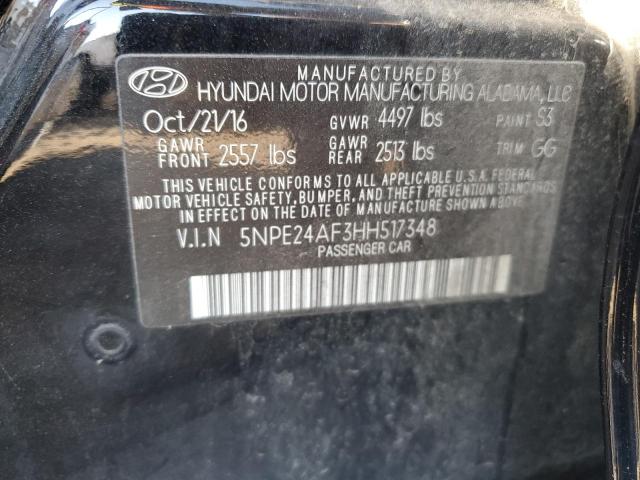 MANUFACTURED BY
HYUNDAI MOTOR MANUFACTURING ALABAMA, LLC
Oct/21/16 GVWR 4497 lbs PAINT S3
GAWR FRONT 2557 lbs GAWR REAR 2513 lbs TRIM GG
THIS VEHICLE CONFORMS TO ALL APPLICABLE U.S.A. FEDERAL
MOTOR VEHICLE SAFETY, BUMPER, AND THEFT PREVENTION STANDARDS
IN EFFECT ON THE DATE OF MANUFACTURE SHOWN ABOVE.
V.I.N 5NPE24AF3HH517348
PASSENGER CAR